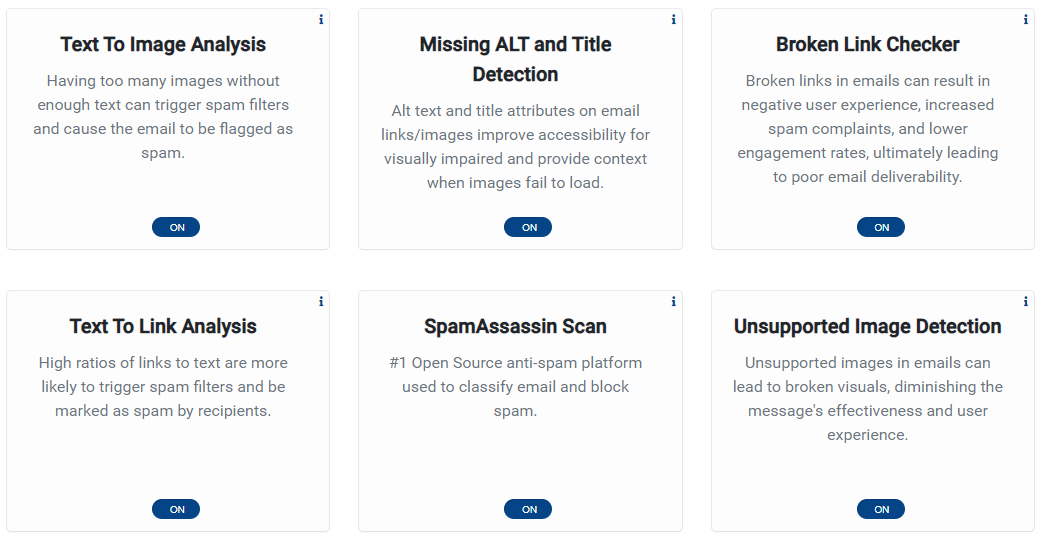 Text To Image Analysis
Having too many images without
enough text can trigger spam filters
and cause the email to be flagged as
spam.
ON
Missing ALT and Title
Detection
Alt text and title attributes on email
links/images improve accessibility for
visually impaired and provide context
when images fail to load.
ON
Broken Link Checker
Broken links in emails can result in
negative user experience, increased
spam complaints, and lower
engagement rates, ultimately leading
to poor email deliverability.
ON
Text To Link Analysis
High ratios of links to text are more
likely to trigger spam filters and be
marked as spam by recipients.
ON
SpamAssassin Scan
#1 Open Source anti-spam platform
used to classify email and block
spam.
ON
Unsupported Image Detection
Unsupported images in emails can
lead to broken visuals, diminishing the
message's effectiveness and user
experience.
ON